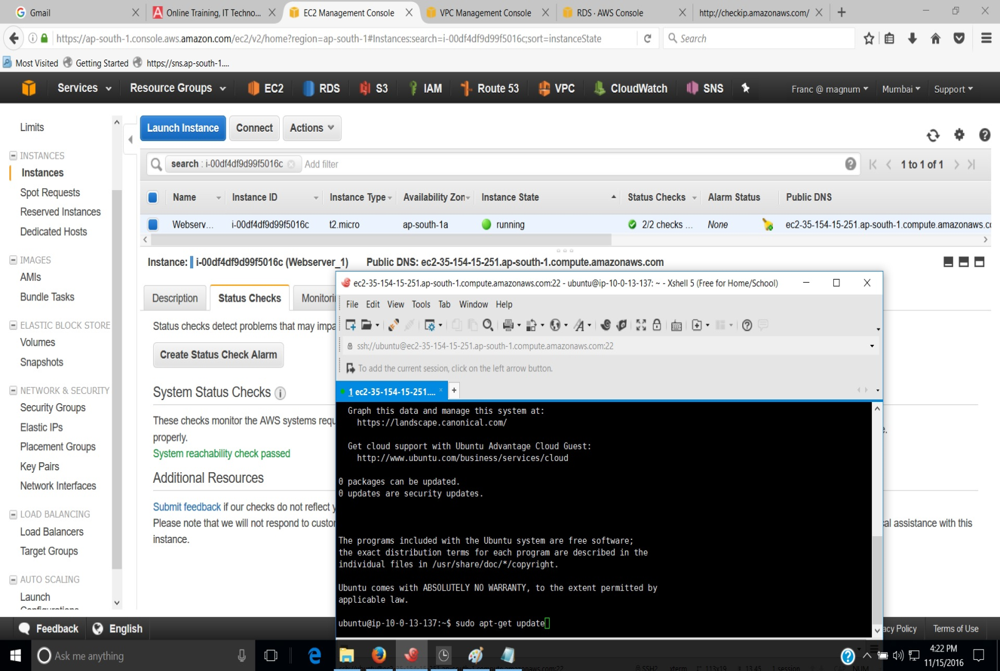 Gmail
Online Training, IT Techno...
EC2 Management Console
VPC Management Console
RDS · AWS Console
http://checkip.amazonaws.com/
https://ap-south-1.console.aws.amazon.com/ec2/v2/home?region=ap-south-1#Instances:search=i-00df4df9d99f5016c;sort=instanceState
Search
Most Visited
Getting Started
https://sns.ap-south-1....
Services
Resource Groups
EC2
RDS
S3
IAM
Route 53
VPC
CloudWatch
SNS
Franc @ magnum
Mumbai
Support
Limits
INSTANCES
Instances
Spot Requests
Reserved Instances
Dedicated Hosts
IMAGES
AMIs
Bundle Tasks
ELASTIC BLOCK STORE
Volumes
Snapshots
NETWORK & SECURITY
Security Groups
Elastic IPs
Placement Groups
Key Pairs
Network Interfaces
LOAD BALANCING
Load Balancers
Target Groups
AUTO SCALING
Launch
Configurations
Launch Instance
Connect
Actions
search : i-00df4df9d99f5016c
Add filter
1 to 1 of 1
Name
Instance ID
Instance Type
Availability Zon
Instance State
Status Checks
Alarm Status
Public DNS
Webserv...
i-00df4df9d99f5016c
t2.micro
ap-south-1a
running
2/2 checks ...
None
ec2-35-154-15-251.ap-south-1.compute.amazonaws.co
Instance: i-00df4df9d99f5016c (Webserver_1)
Public DNS: ec2-35-154-15-251.ap-south-1.compute.amazonaws.com
Description
Status Checks
Monitori
Status checks detect problems that may impa
Create Status Check Alarm
System Status Checks
These checks monitor the AWS systems requ
properly.
System reachability check passed
Additional Resources
Submit feedback if our checks do not reflect y
Please note that we will not respond to custor
instance.
al assistance with this
ec2-35-154-15-251.ap-south-1.compute.amazonaws.com:22 - ubuntu@ip-10-0-13-137: ~ - Xshell 5 (Free for Home/School)
File Edit View Tools Tab Window Help
ssh://ubuntu@ec2-35-154-15-251.ap-south-1.compute.amazonaws.com:22
To add the current session, click on the left arrow button.
1 ec2-35-154-15-251....
Graph this data and manage this system at:
https://landscape.canonical.com/
Get cloud support with Ubuntu Advantage Cloud Guest:
http://www.ubuntu.com/business/services/cloud
0 packages can be updated.
0 updates are security updates.
The programs included with the Ubuntu system are free software;
the exact distribution terms for each program are described in the
individual files in /usr/share/doc/*/copyright.
Ubuntu comes with ABSOLUTELY NO WARRANTY, to the extent permitted by
applicable law.
ubuntu@ip-10-0-13-137:~$ sudo apt-get update
Feedback
English
acy Policy
Terms of Use
Ask me anything
4:22 PM
11/15/2016